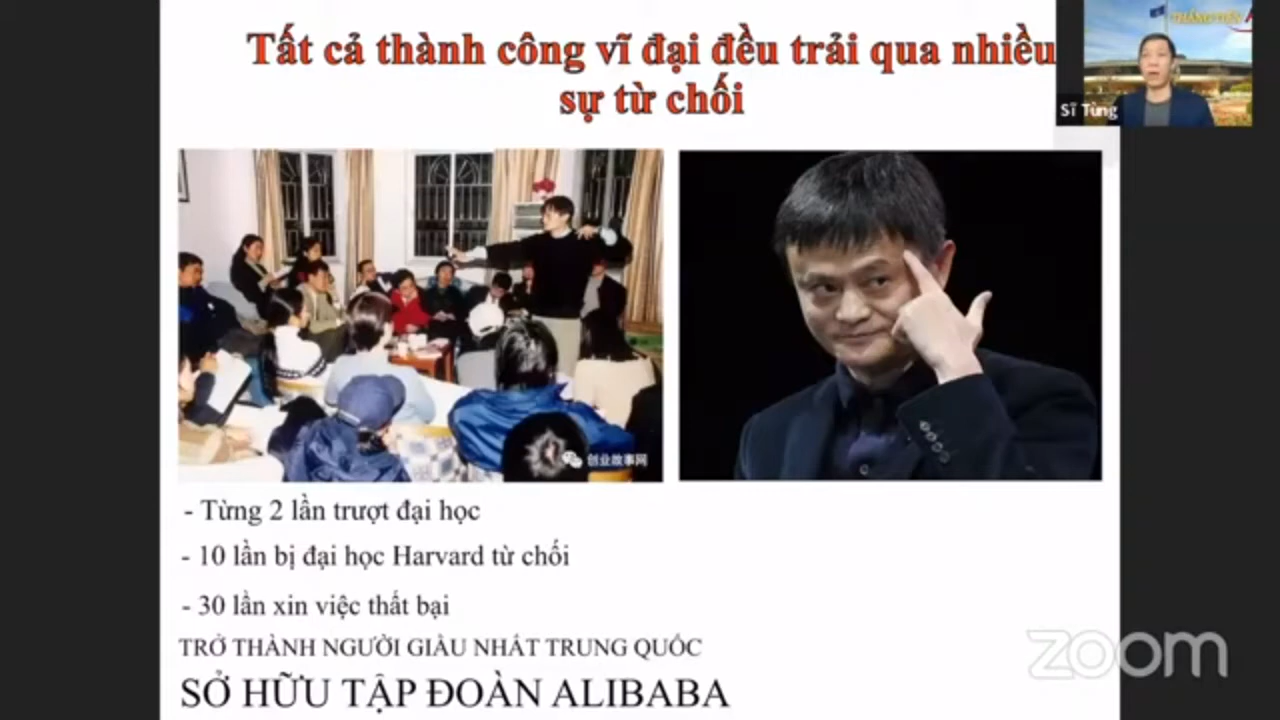 Tất cả thành công vĩ đại đều trải qua nhiều
sự từ chối
THẮNG TIẾN
Sĩ Tùng
创业故事网
- Từng 2 lần trượt đại học
- 10 lần bị đại học Harvard từ chối
- 30 lần xin việc thất bại
TRỞ THÀNH NGƯỜI GIÀU NHẤT TRUNG QUỐC
SỞ HỮU TẬP ĐOÀN ALIBABA
zoom